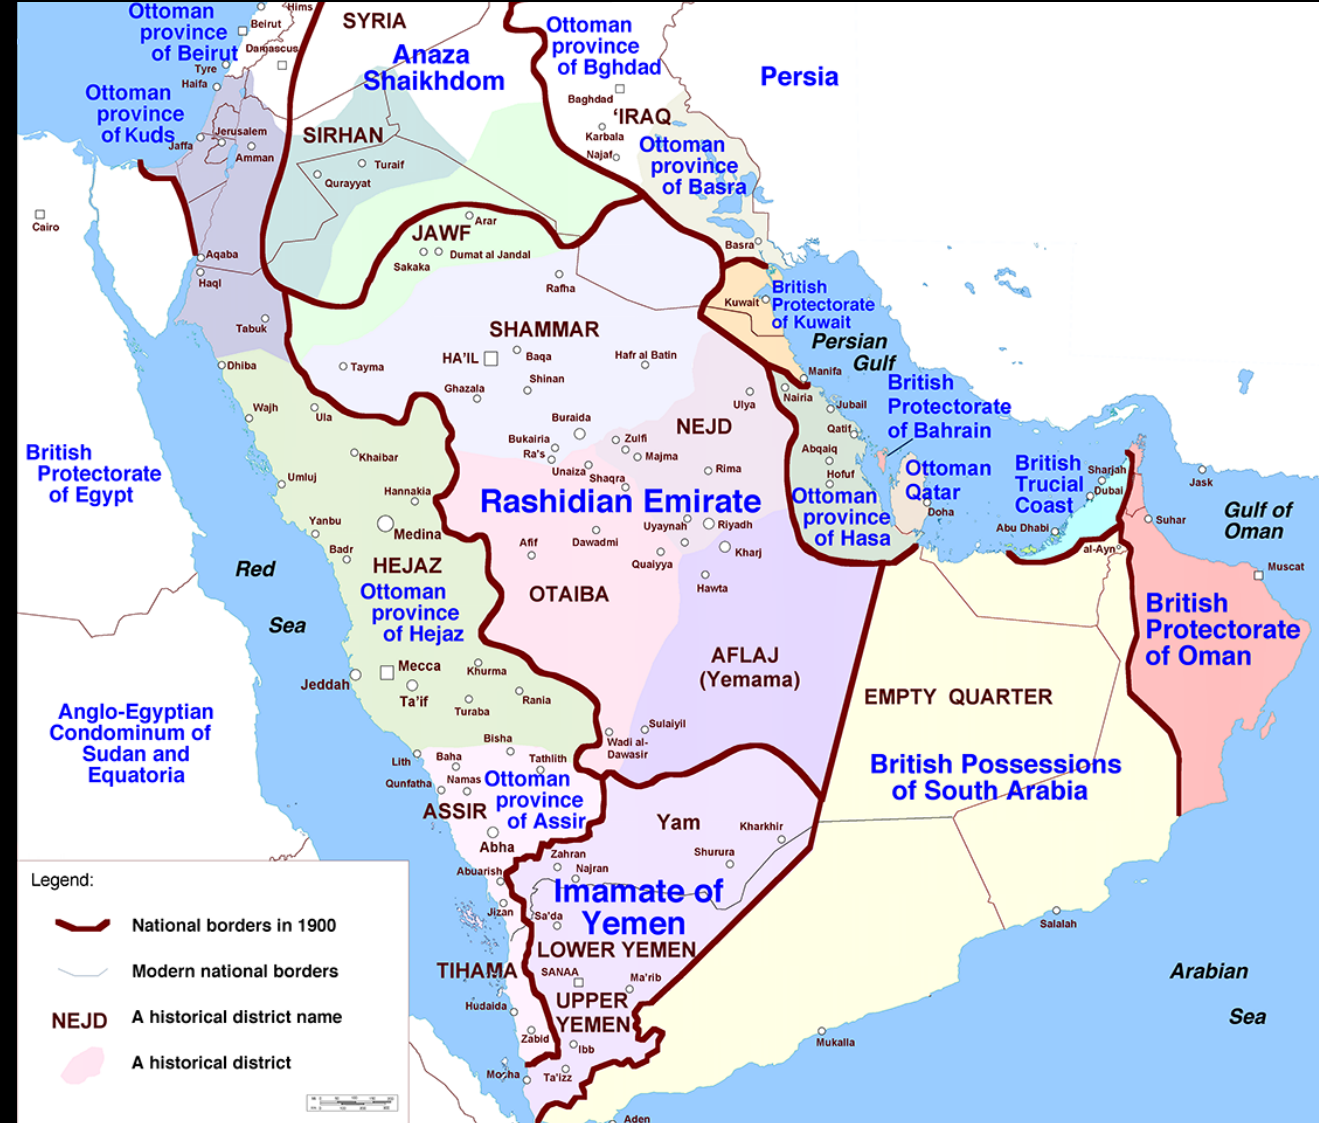 Ottoman
province
of Beirut
Hims
Beirut
Damascus
Tyre
Haifa
SYRIA
Anaza
Shaikhdom
Ottoman
province
of Bghdad
Persia
Baghdad
‘IRAQ
Karbala
Najaf
Ottoman
province
of Basra
Ottoman
province
of Kuds
Jerusalem
Jaffa
Amman
SIRHAN
Turaif
Qurayyat
Cairo
Aqaba
Haql
Tabuk
JAWF
Arar
Sakaka
Dumat al Jandal
Rafha
Basra
Kuwait
British
Protectorate
of Kuwait
Persian
Gulf
SHAMMAR
HA’IL
Baqa
Hafr al Batin
Tayma
Shinan
Ghazala
Dhiba
Wajh
Ula
Manifa
Nairia
Jubail
Qatif
Abqaiq
Hofuf
British
Protectorate
of Bahrain
Ulya
NEJD
Buraida
Bukairia
Ra's
Zulfi
Majma
Unaiza
Shaqra
Rima
Khaibar
Umluj
Hannakia
British
Protectorate
of Egypt
Rashidian Emirate
Ottoman
province
of Hasa
Ottoman
Qatar
Doha
British
Trucial
Coast
Sharjah
Dubai
Abu Dhabi
al-Ayn
Jask
Suhar
Gulf of
Oman
Muscat
Yanbu
Medina
Badr
Uyaynah
Riyadh
Afif
Dawadmi
Quaiyya
Kharj
Hawta
Red
Sea
HEJAZ
Ottoman
province
of Hejaz
OTAIBA
British
Protectorate
of Oman
AFLAJ
(Yemama)
Mecca
Jeddah
Ta’if
Khurma
Turaba
Rania
EMPTY QUARTER
Anglo-Egyptian
Condominum of
Sudan and
Equatoria
Sulaiyil
Wadi al-
Dawasir
British Possessions
of South Arabia
Bisha
Lith
Baha
Tathlith
Qunfatha
Namas
Ottoman
province
of Assir
ASSIR
Abha
Yam
Kharkhir
Shurura
Zahran
Najran
Abuarish
Jizan
Imamate of
Yemen
Sa'da
Salalah
LOWER YEMEN
TIHAMA
SANAA
Ma'rib
UPPER
YEMEN
Hudaida
Zabid
Ibb
Mocha
Ta'izz
Aden
Mukalla
Arabian
Sea
Legend:
National borders in 1900
Modern national borders
NEJD
A historical district name
A historical district